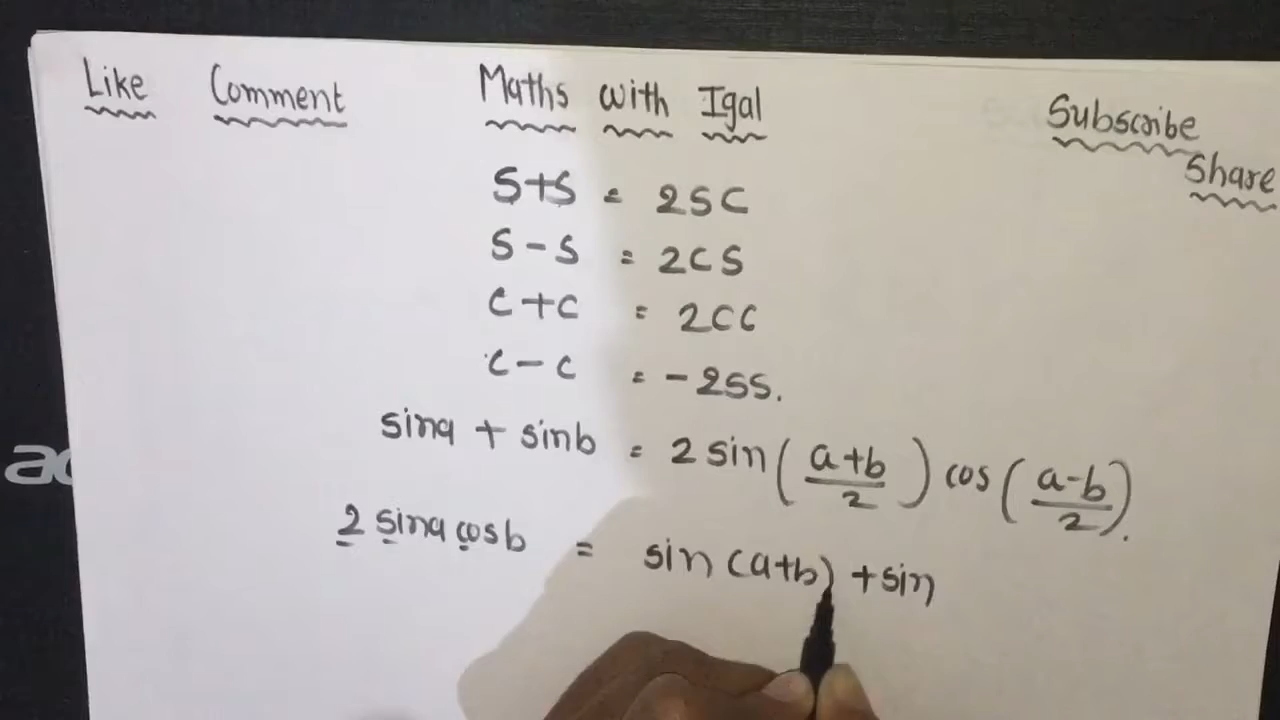 Like Comment Maths with Igal Subscribe
Share
S+S = 2SC
S-S = 2CS
C+C = 2CC
C-C = -2SS.
sina + sinb = 2 sin(a+b/2) cos(a-b/2).
2 sina cosb = sin(a+b) + sin